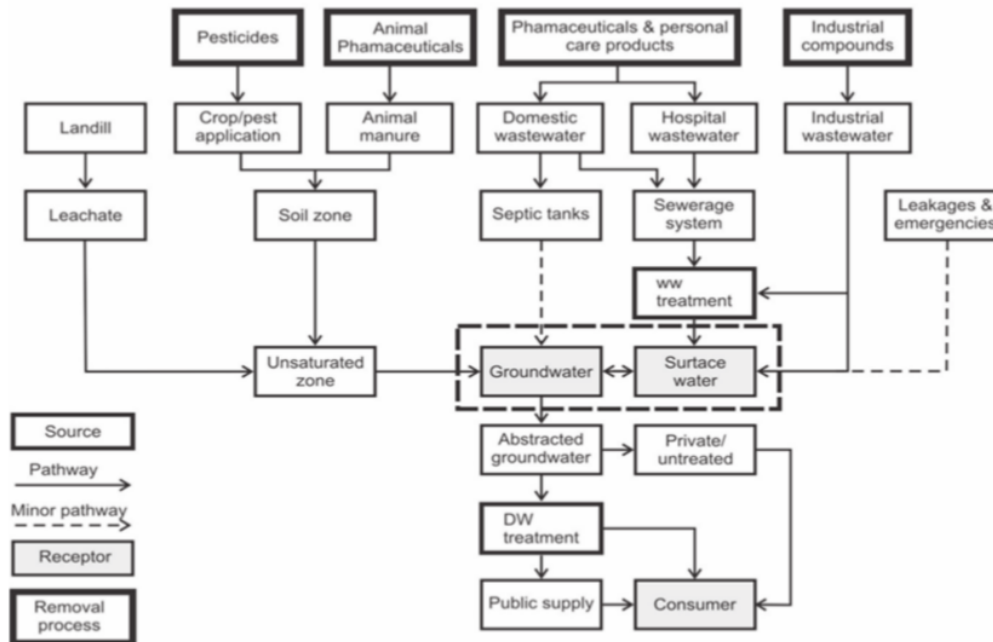 Pesticides
Animal
Phamaceuticals
Phamaceuticals & personal
care products
Industrial
compounds
Landill
Crop/pest
application
Animal
manure
Domestic
wastewater
Hospital
wastewater
Industrial
wastewater
Leachate
Soil zone
Septic tanks
Sewerage
system
Leakages &
emergencies
ww
treatment
Unsaturated
zone
Groundwater
Surtace
water
Source
Pathway
Minor pathway
Receptor
Removal
process
Abstracted
groundwater
Private/
untreated
DW
treatment
Public supply
Consumer